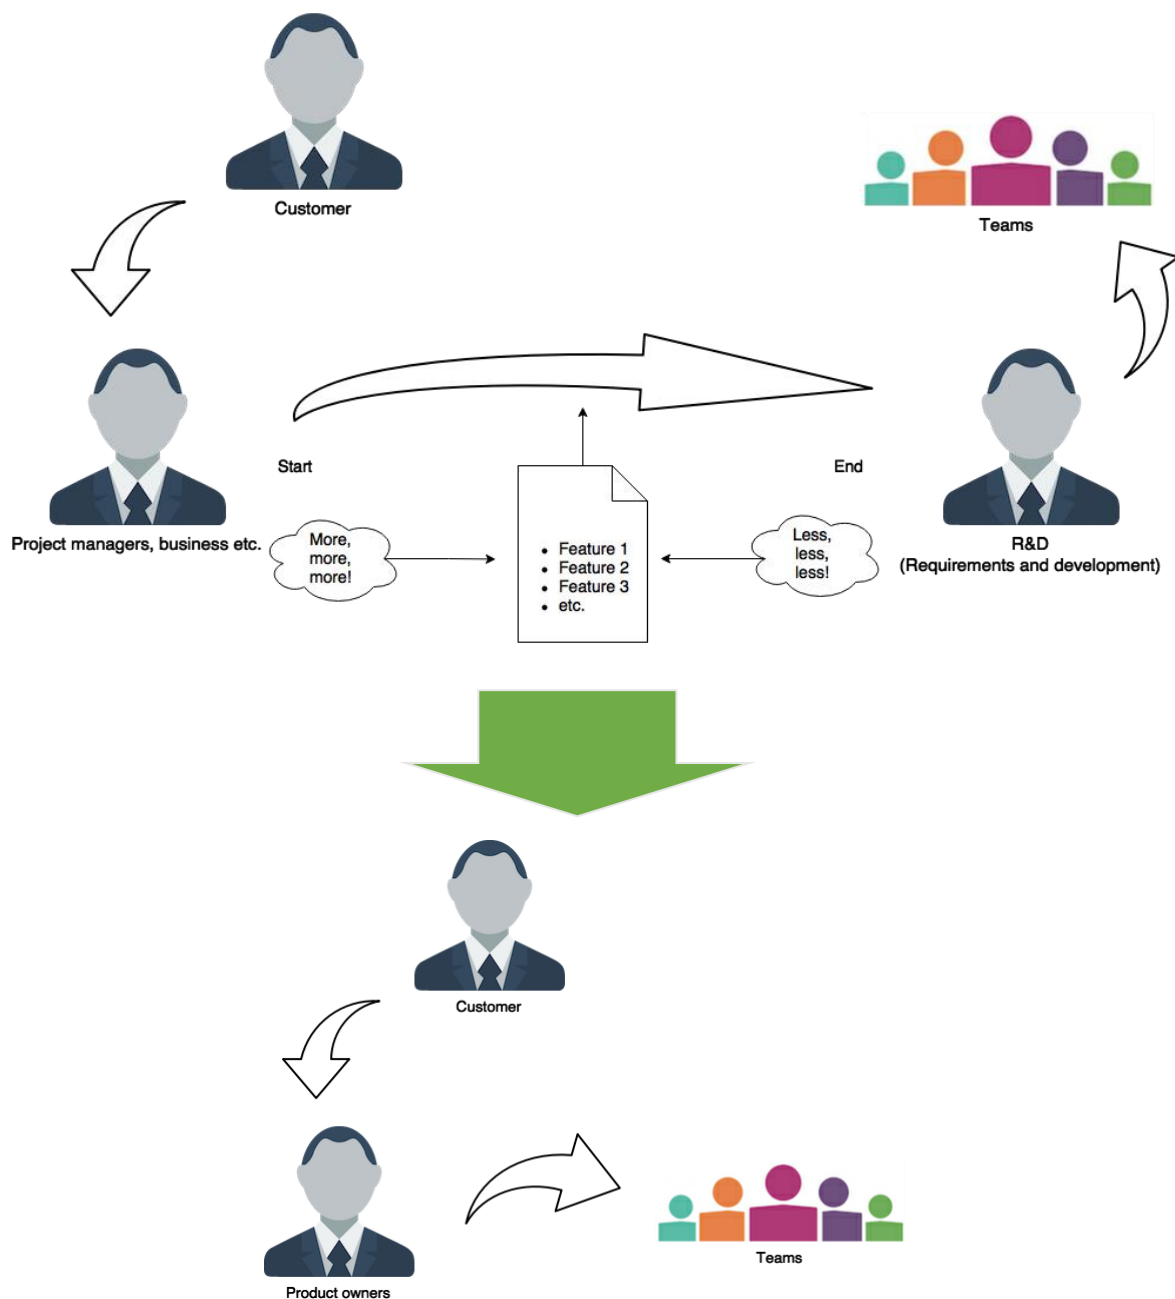 Customer
Teams
Start
End
Project managers, business etc.
More,
more,
more!
• Feature 1
• Feature 2
• Feature 3
• etc.
Less,
less,
less!
R&D
(Requirements and development)
Customer
Product owners
Teams